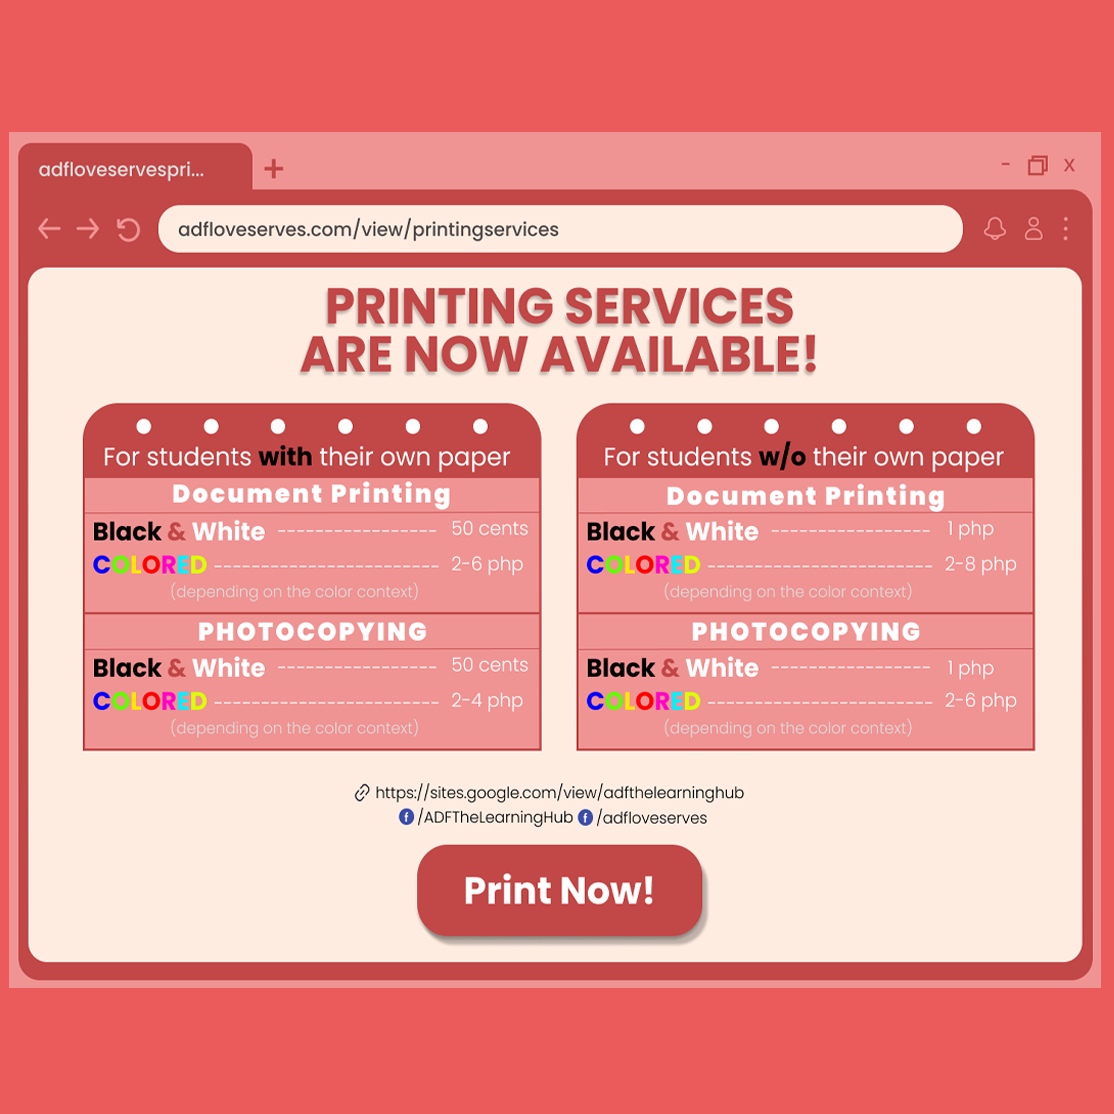 adfloveservespri...
adfloveserves.com/view/printingservices
PRINTING SERVICES
ARE NOW AVAILABLE!
For students with their own paper
Document Printing
Black & White ----------------- 50 cents
COLORED ------------------------ 2-6 php
(depending on the color context)
PHOTOCOPYING
Black & White ----------------- 50 cents
COLORED ------------------------ 2-4 php
(depending on the color context)
For students w/o their own paper
Document Printing
Black & White ----------------- 1 php
COLORED ------------------------ 2-8 php
(depending on the color context)
PHOTOCOPYING
Black & White ----------------- 1 php
COLORED ------------------------ 2-6 php
(depending on the color context)
https://sites.google.com/view/adfthelearninghub
/ADFTheLearningHub /adfloveserves
Print Now!